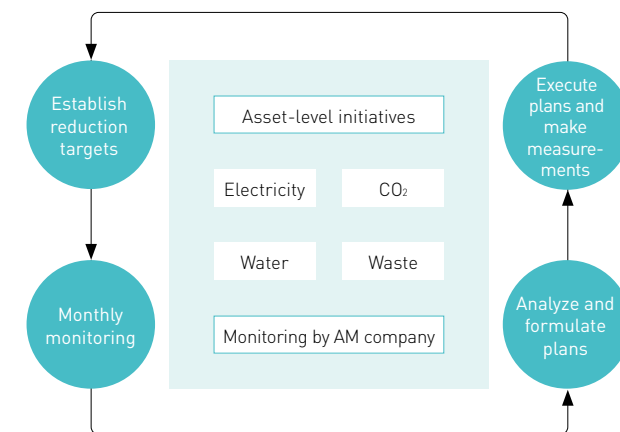 Establish
reduction
targets
Monthly
monitoring
Asset-level initiatives
Electricity
CO₂
Water
Waste
Monitoring by AM company
Execute
plans and
make
measure-
ments
Analyze and
formulate
plans